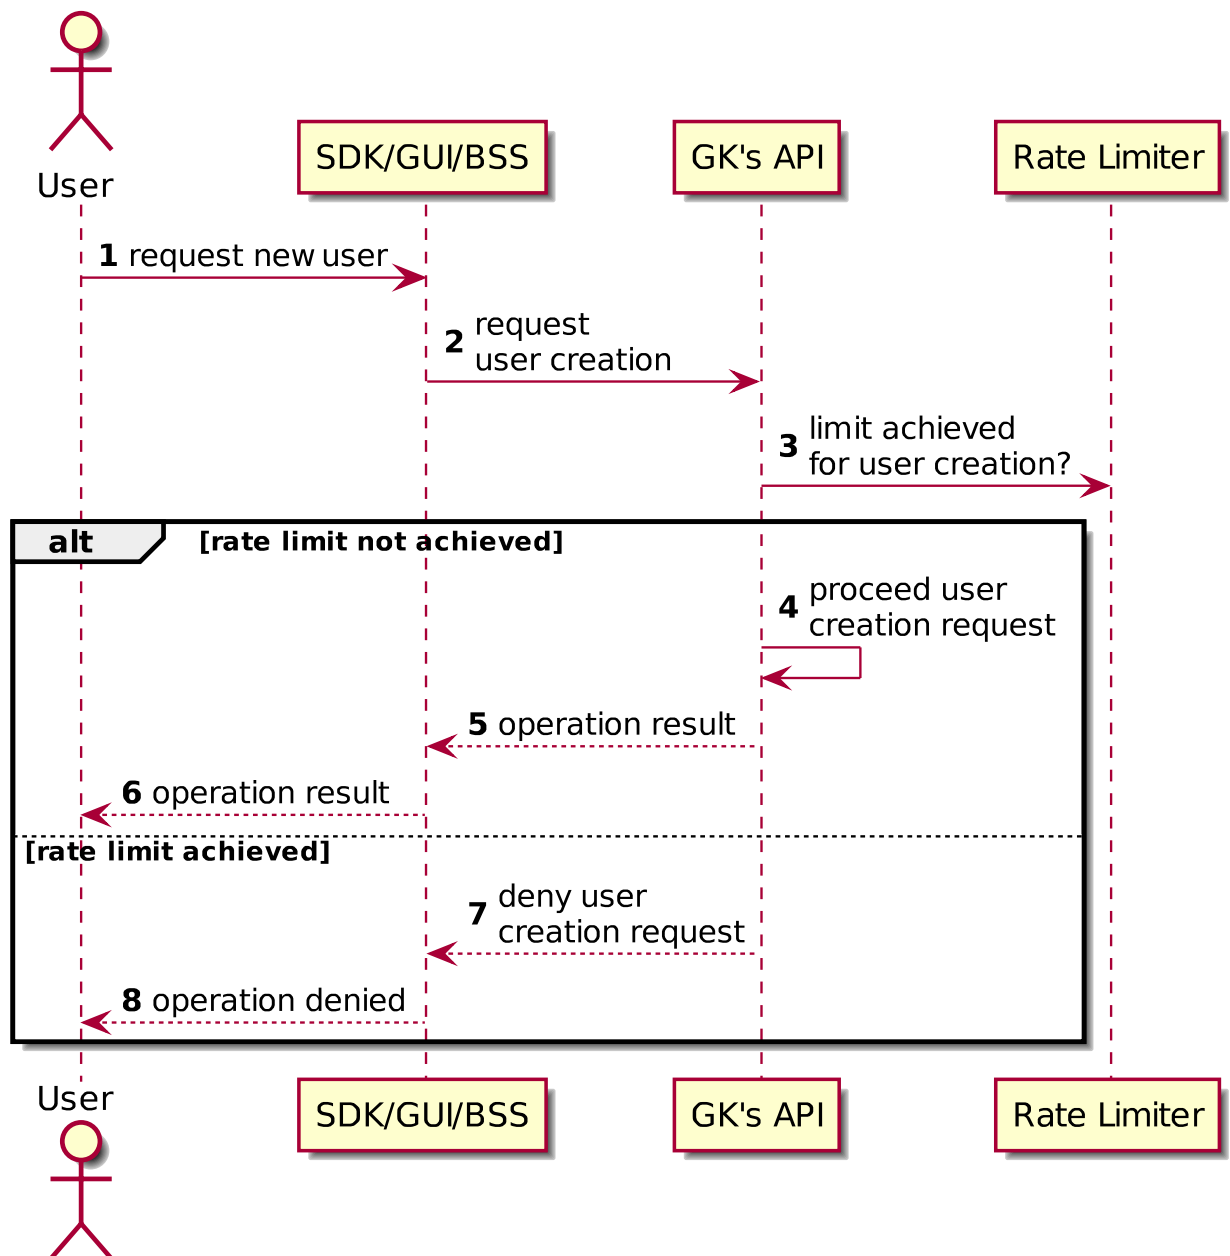 User
SDK/GUI/BSS
GK's API
Rate Limiter
1 request new user
2 request
user creation
3 limit achieved
for user creation?
alt [rate limit not achieved]
4 proceed user
creation request
5 operation result
6 operation result
[rate limit achieved]
7 deny user
creation request
8 operation denied
User
SDK/GUI/BSS
GK's API
Rate Limiter